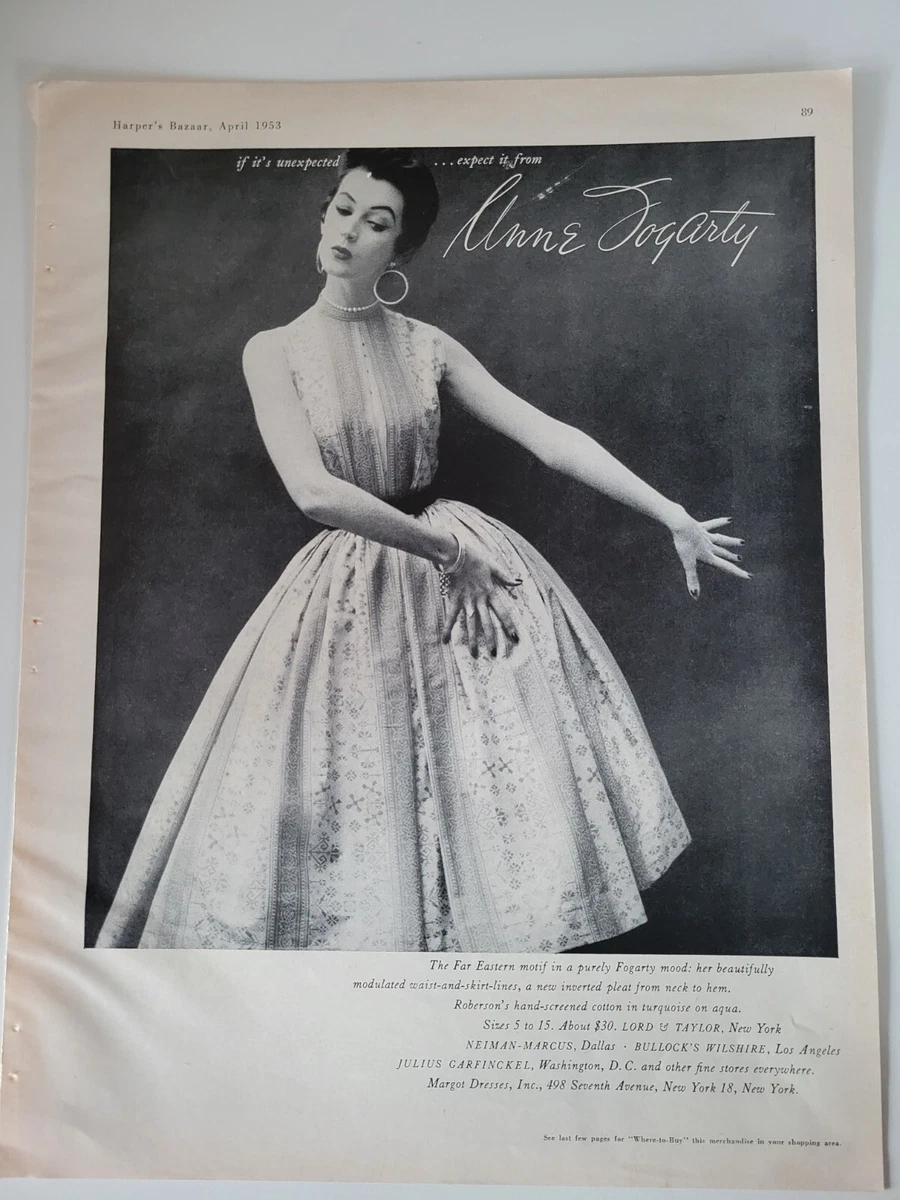 Harper's Bazaar, April 1953
89
if it's unexpected ...expect it from
Anne Fogarty
The Far Eastern motif in a purely Fogarty mood: her beautifully
modulated waist-and-skirt-lines, a new inverted pleat from neck to hem.
Roberson's hand-screened cotton in turquoise on aqua.
Sizes 5 to 15. About $30. LORD & TAYLOR, New York
NEIMAN-MARCUS, Dallas · BULLOCK'S WILSHIRE, Los Angeles
JULIUS GARFINCKEL, Washington, D. C. and other fine stores everywhere.
Margot Dresses, Inc., 498 Seventh Avenue, New York 18, New York.
See last few pages for "Where-to-Buy" this merchandise in your shopping area.